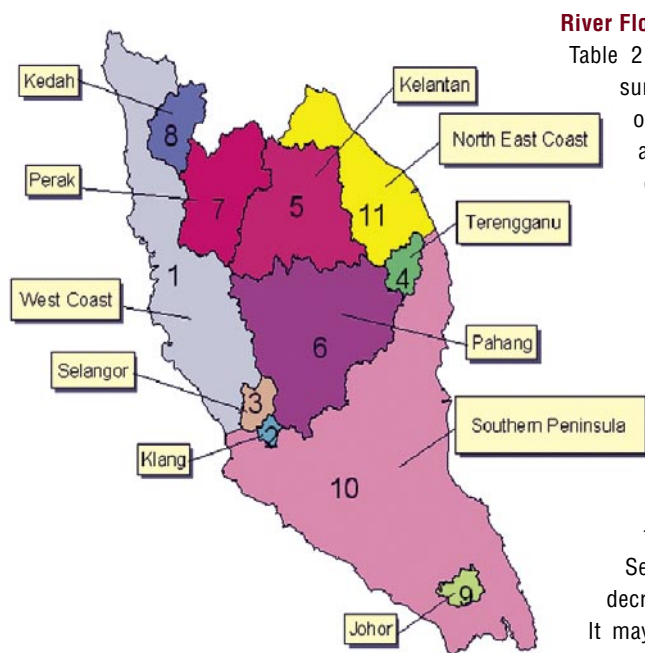 River Flo
Table 2
sur
o
a
Kedah
Kelantan
North East Coast
Perak
Terengganu
West Coast
Pahang
Selangor
Southern Peninsula
Klang
Johor
8
7
5
11
4
1
6
3
2
10
9
Se
decr
It may